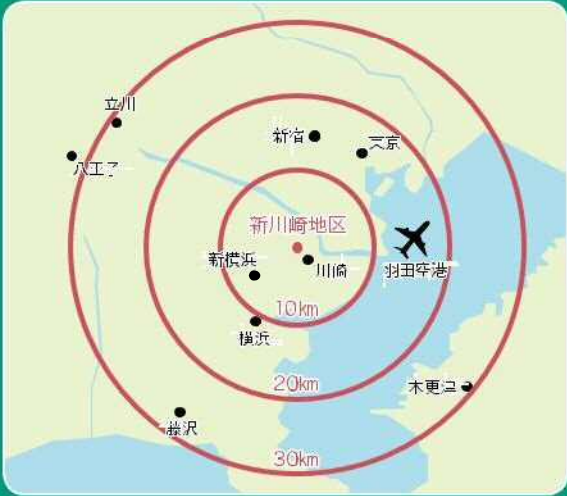 立川
新宿
天京
八王子
新川崎地区
新横浜
川崎
羽田空港
10km
横浜
20km
木更津
藤沢
30km